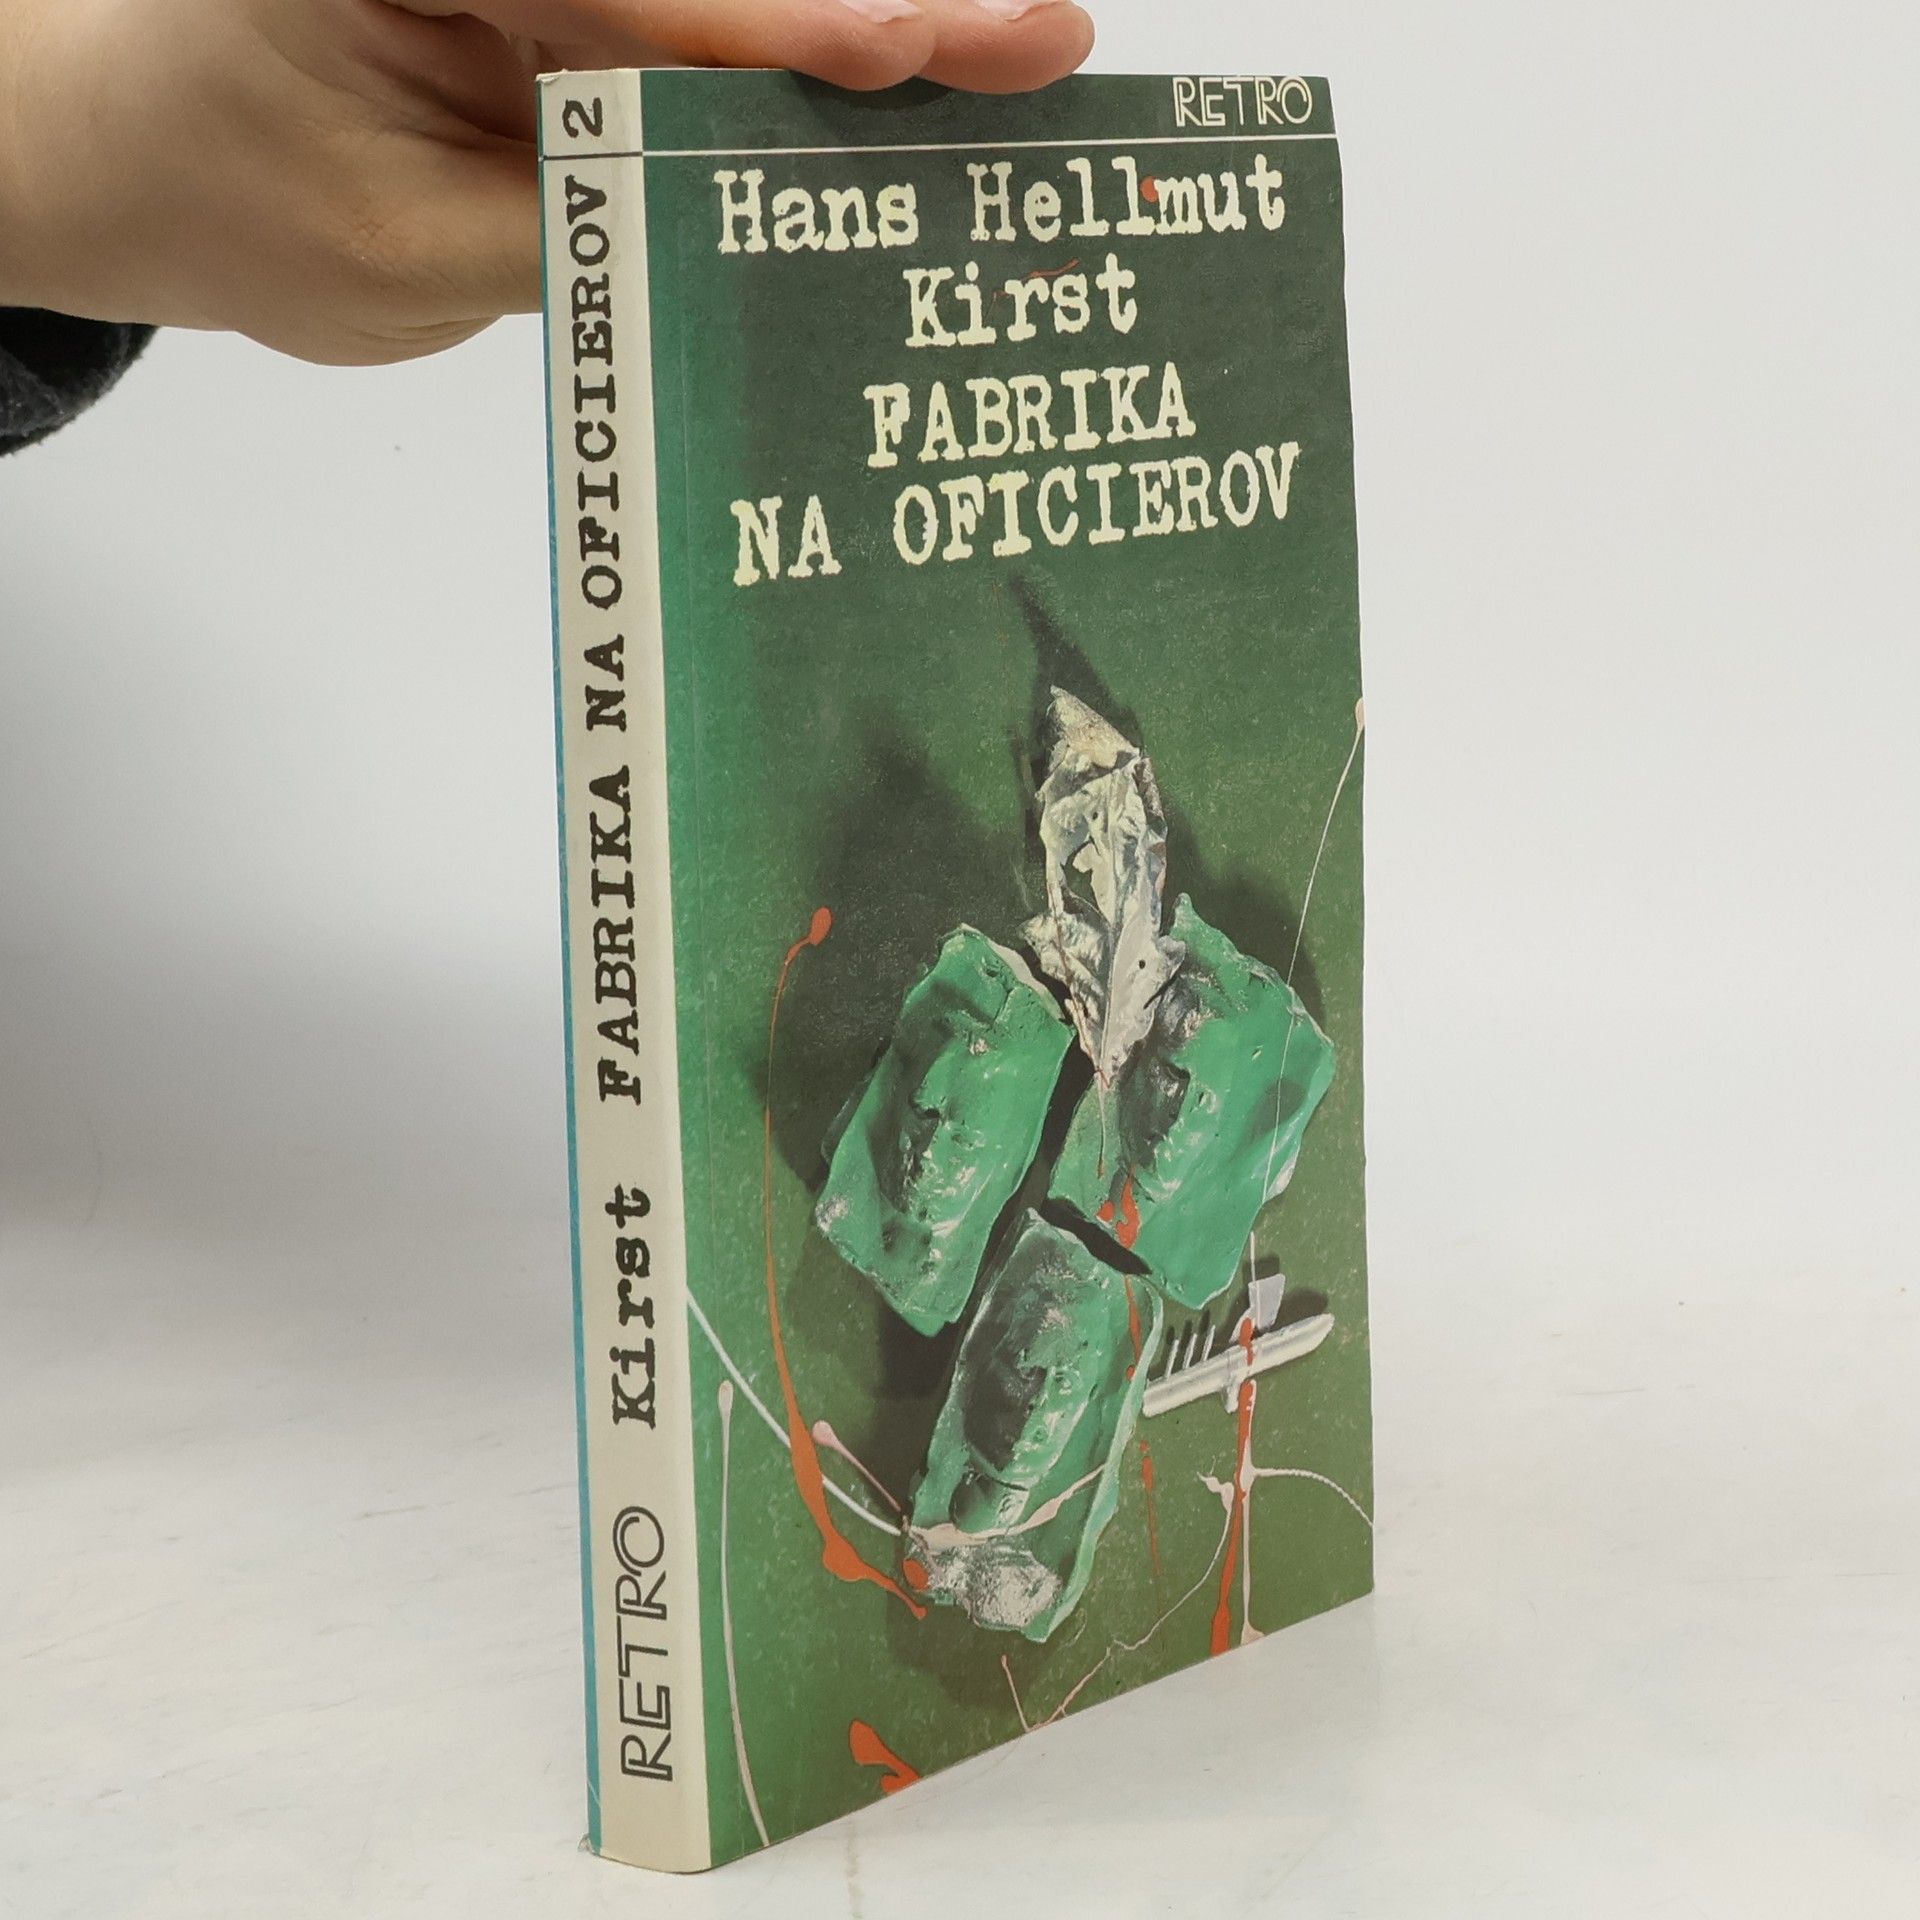 RETRO
Hans Hellmut
Kirst
FABRIKA
NA OFICIEROV
RETRO Kirst FABRIKA NA OFICIEROV 2